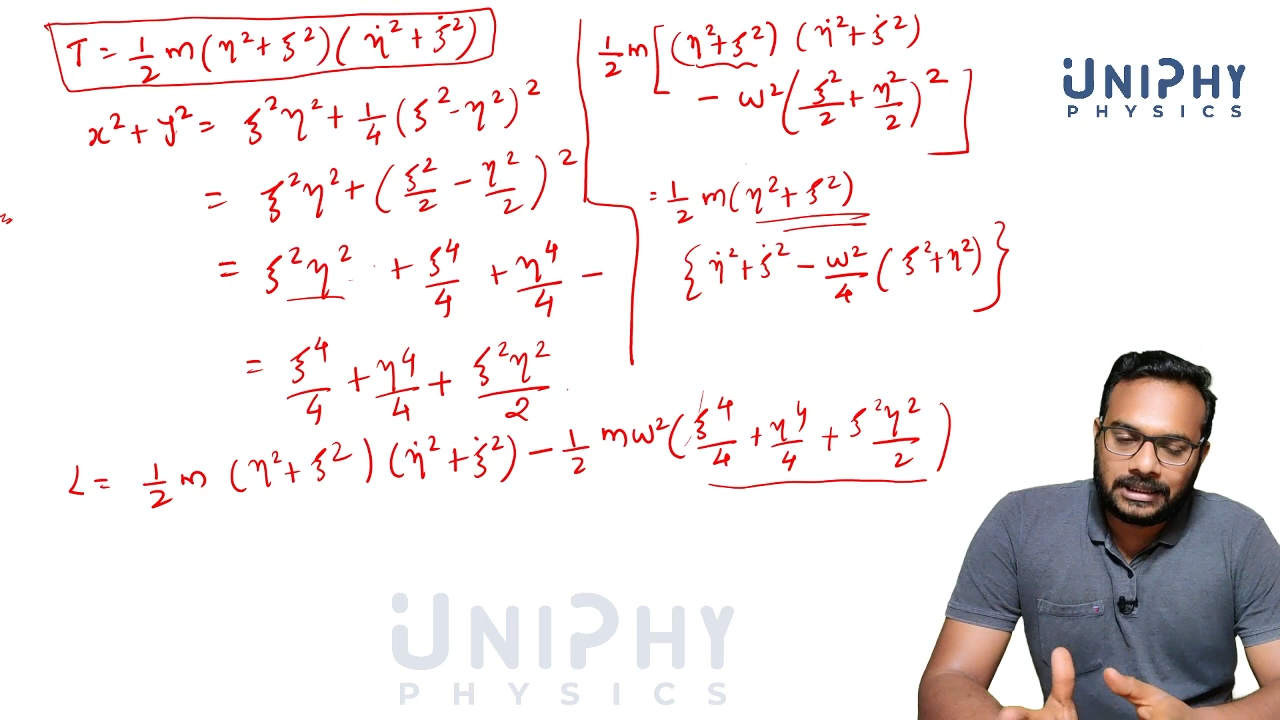 T = 1/2 m (η² + ξ²) (η̇² + ξ̇²)
x² + y² = ξ²η² + 1/4 (ξ² - η²)²
= ξ²η² + (ξ²/2 - η²/2)²
= ξ²η² + ξ⁴/4 + η⁴/4 -
= ξ⁴/4 + η⁴/4 + ξ²η²/2
L = 1/2 m (η² + ξ²) (η̇² + ξ̇²) - 1/2 mω² (ξ⁴/4 + η⁴/4 + ξ²η²/2)
1/2 m [(η² + ξ²) (η̇² + ξ̇²)
- ω² (ξ²/2 + η²/2)²]
= 1/2 m (η² + ξ²)
{η̇² + ξ̇² - ω²/4 (ξ² + η²)}
UNIPHY
PHYSICS
UNIPHY
PHYSICS